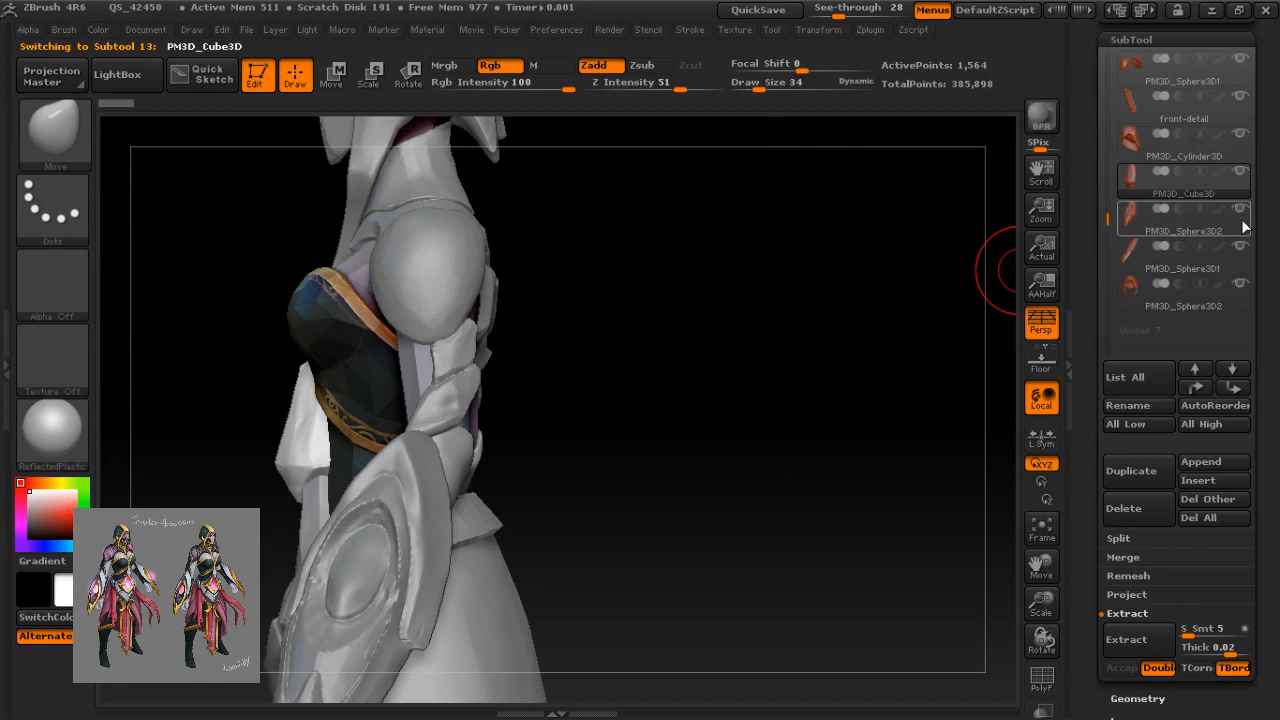 ZBrush 4R6 QS_42450 • Active Mem 511 • Scratch Disk 191 • Free Mem 977 • Timer▸0.001 QuickSave See-through 28 Menus DefaultZScript
Alpha Brush Color Document Draw Edit File Layer Light Macro Marker Material Movie Picker Preferences Render Stencil Stroke Texture Tool Transform Zplugin Zscript
Switching to Subtool 13: PM3D_Cube3D
Projection Master
LightBox
Quick Sketch
Edit
Draw
Move
Scale
Rotate
Mrgb Rgb M
Rgb Intensity 100
Zadd Zsub Zcut
Z Intensity 51
Focal Shift 0
Draw Size 34 Dynamic
ActivePoints: 1,564
TotalPoints: 385,898
Move
Dots
Alpha Off
Texture Off
ReflectedPlastic
Gradient
SwitchColo
Alternate
BPR
SPix
Scroll
Zoom
Actual
AAHalf
Persp
Floor
Local
L.Sym
XYZ
Frame
Move
Scale
Rotate
PolyF
SubTool
PM3D_Sphere3D1
front-detail
PM3D_Cylinder3D
PM3D_Cube3D
PM3D_Sphere3D2
PM3D_Sphere3D1
PM3D_Sphere3D2
Unused 7
List All
Rename AutoReorder
All Low All High
Duplicate Append
Insert
Delete Del Other
Del All
Split
Merge
Remesh
Project
Extract
Extract S Smt 5
Thick 0.02
Accep Doubl TCorn TBord
Geometry